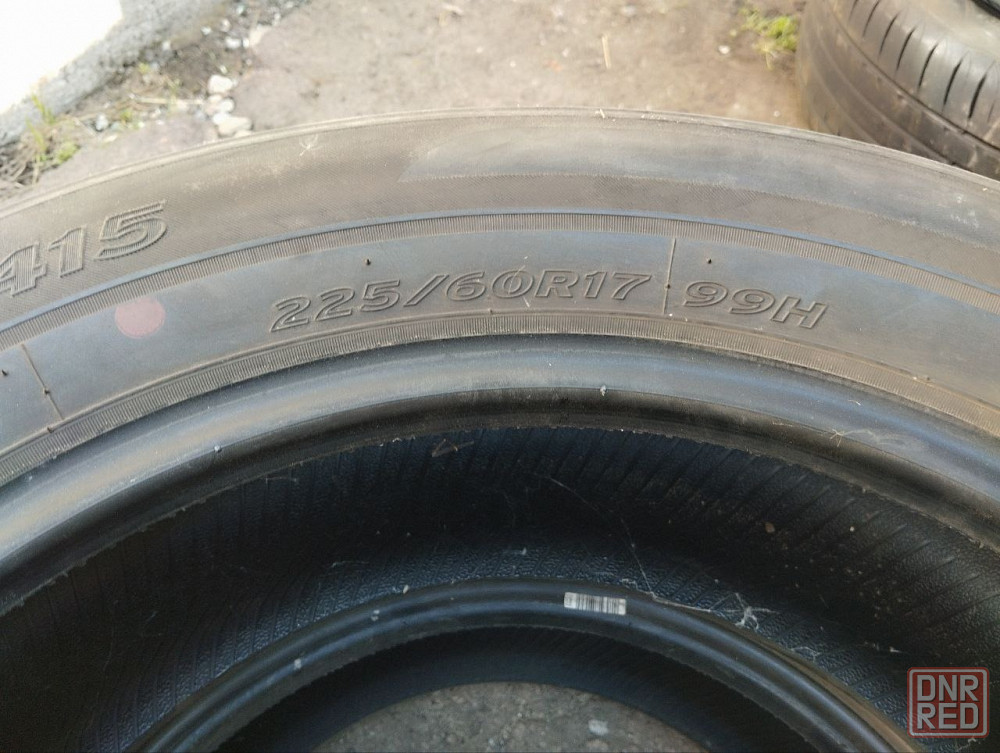 415
225/60R17 99H
DNR
RED